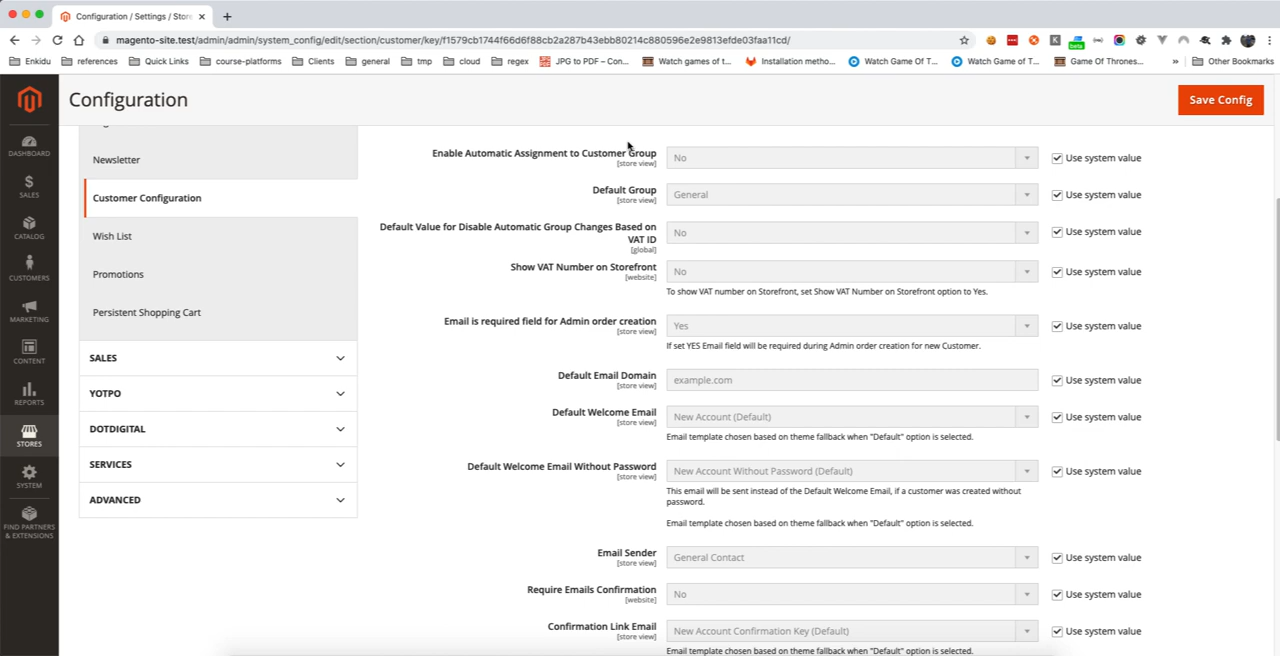 Configuration / Settings / Store
magento-site.test/admin/admin/system_config/edit/section/customer/key/f1579cb1744f66d6f68cb2a287b43ebb80214c880596e2e9813efde03faa11cd/
beta
Enkidu
references
Quick Links
course-platforms
Clients
general
tmp
cloud
regex
JPG to PDF – Con...
Watch games of t...
Installation metho...
Watch Game Of T...
Watch Game of T...
Game Of Thrones...
»
Other Bookmarks
Configuration
Save Config
DASHBOARD
SALES
CATALOG
CUSTOMERS
MARKETING
CONTENT
REPORTS
STORES
SYSTEM
FIND PARTNERS
& EXTENSIONS
Newsletter
Customer Configuration
Wish List
Promotions
Persistent Shopping Cart
SALES
YOTPO
DOTDIGITAL
SERVICES
ADVANCED
Enable Automatic Assignment to Customer Group
[store view]
No
Use system value
Default Group
[store view]
General
Use system value
Default Value for Disable Automatic Group Changes Based on
VAT ID
[global]
No
Use system value
Show VAT Number on Storefront
[website]
No
Use system value
To show VAT number on Storefront, set Show VAT Number on Storefront option to Yes.
Email is required field for Admin order creation
[store view]
Yes
Use system value
If set YES Email field will be required during Admin order creation for new Customer.
Default Email Domain
[store view]
example.com
Use system value
Default Welcome Email
[store view]
New Account (Default)
Use system value
Email template chosen based on theme fallback when "Default" option is selected.
Default Welcome Email Without Password
[store view]
New Account Without Password (Default)
Use system value
This email will be sent instead of the Default Welcome Email, if a customer was created without
password.
Email template chosen based on theme fallback when "Default" option is selected.
Email Sender
[store view]
General Contact
Use system value
Require Emails Confirmation
[website]
No
Use system value
Confirmation Link Email
[store view]
New Account Confirmation Key (Default)
Use system value
Email template chosen based on theme fallback when "Default" option is selected.